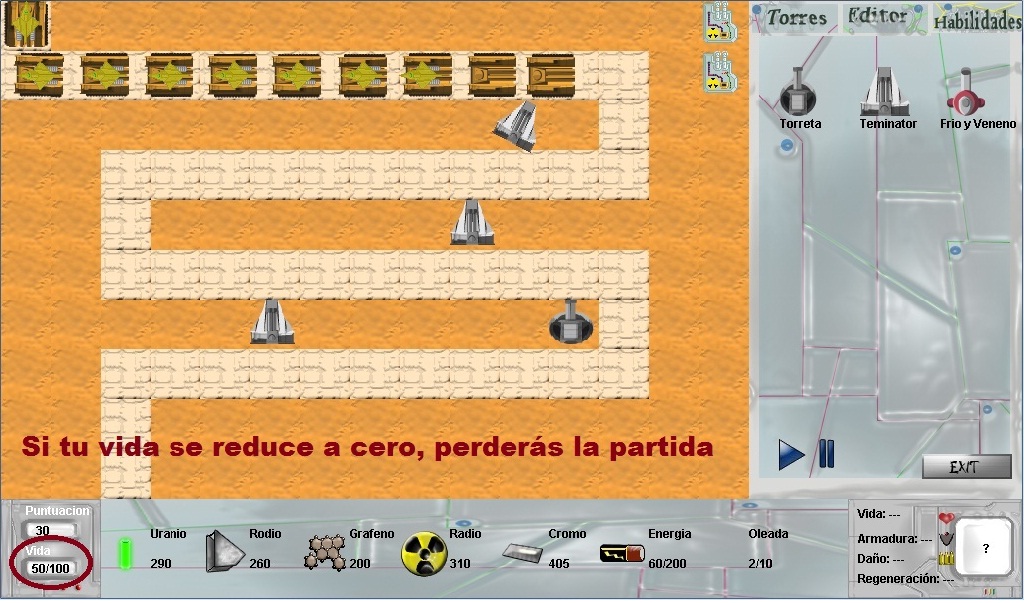 Torres
Editor
Habilidades
Torreta
Teminator
Frio y Veneno
Si tu vida se reduce a cero, perderás la partida
EXIT
Puntuacion
30
Vida
50/100
Uranio
290
Rodio
260
Grafeno
200
Radio
310
Cromo
405
Energia
60/200
Oleada
2/10
Vida: ---
Armadura: ---
Daño: ---
Regeneración: ---
?